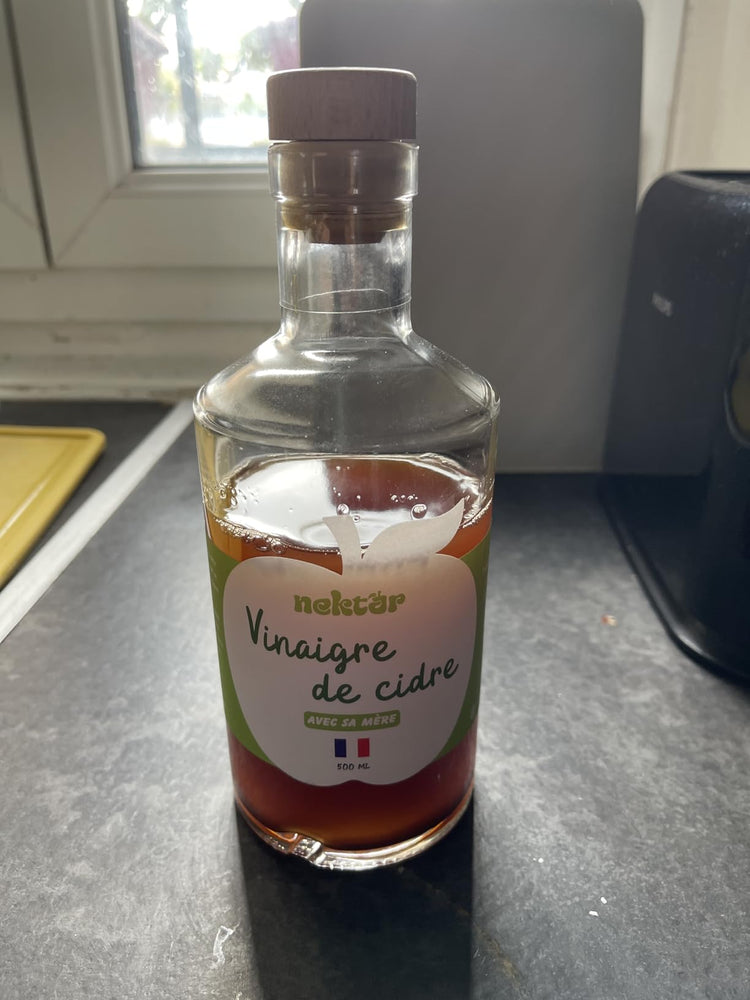 nektar
Vinaigre
de cidre
AVEC SA MÈRE
500 ML